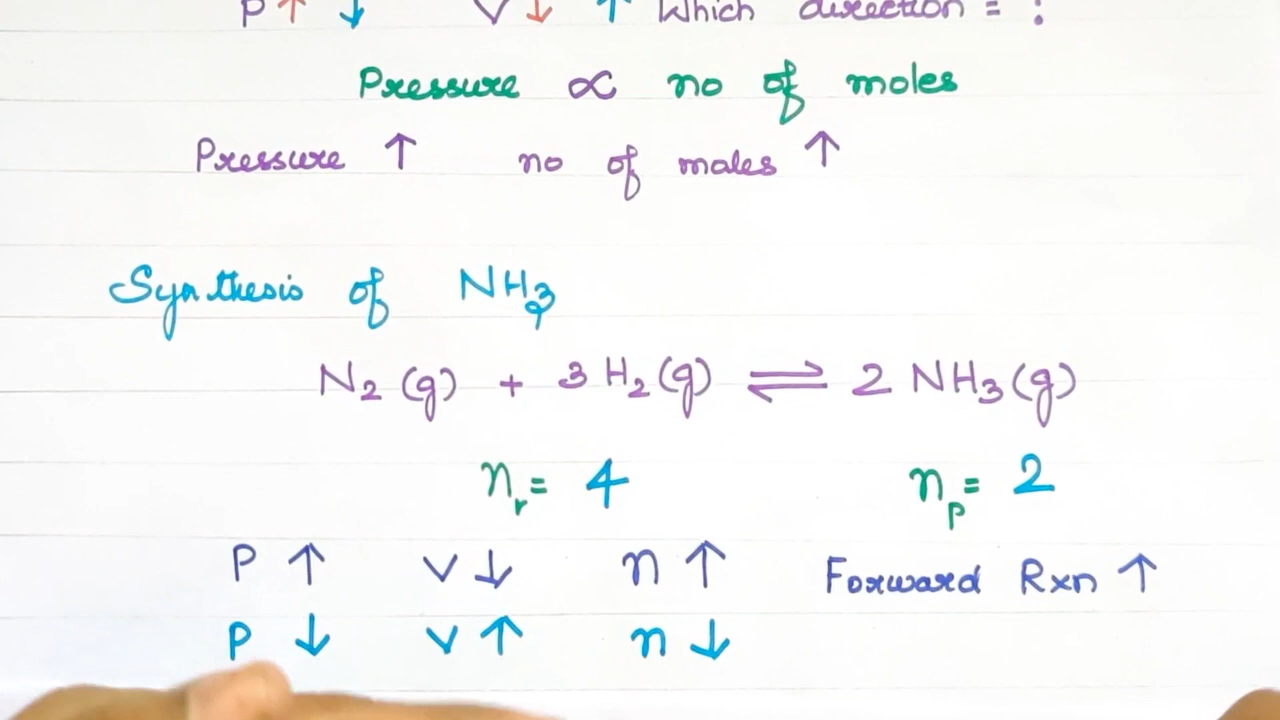 P ↑ ↓ V ↓ ↑ Which direction = ?
Pressure ∝ no of moles
Pressure ↑ no of males ↑
Synthesis of NH3
N2 (g) + 3 H2 (g) ⇌ 2 NH3 (g)
nr = 4 np = 2
P ↑ V ↓ n ↑ Forward Rxn ↑
P ↓ V ↑ n ↓